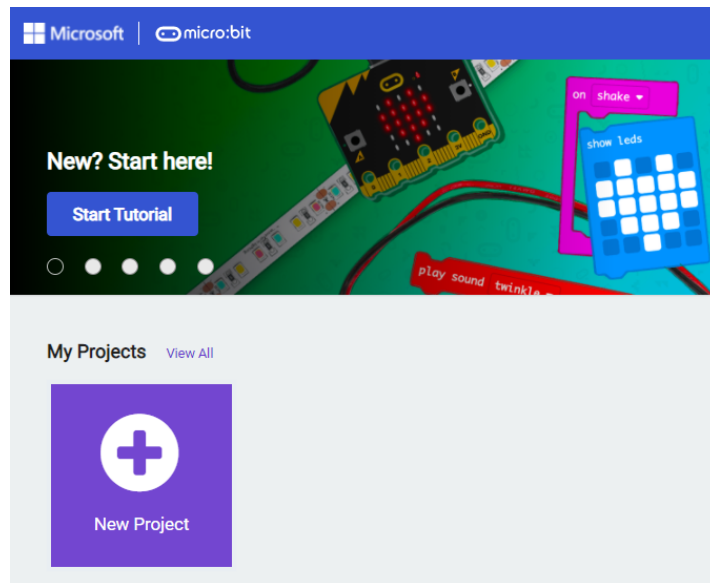 Microsoft micro:bit
on shake
show leds
New? Start here!
Start Tutorial
play sound twinkle
My Projects View All
New Project